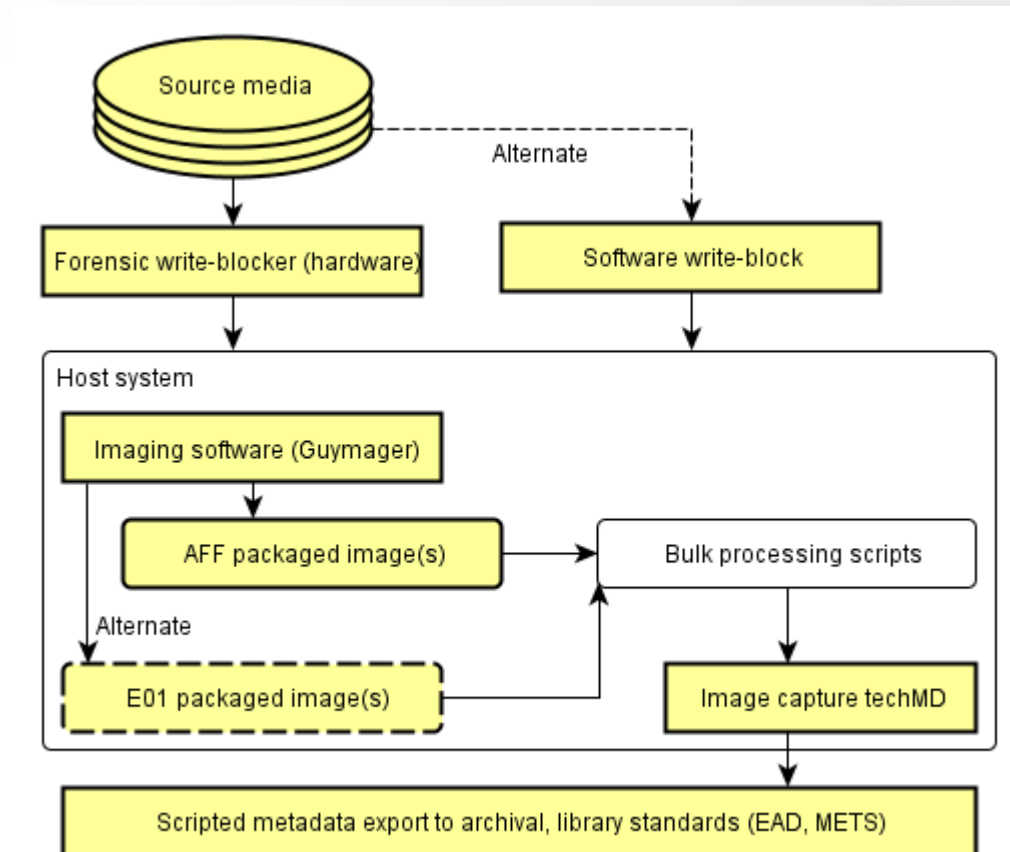 Source media
Alternate
Forensic write-blocker (hardware)
Software write-block
Host system
Imaging software (Guymager)
AFF packaged image(s)
Bulk processing scripts
Alternate
E01 packaged image(s)
Image capture techMD
Scripted metadata export to archival, library standards (EAD, METS)